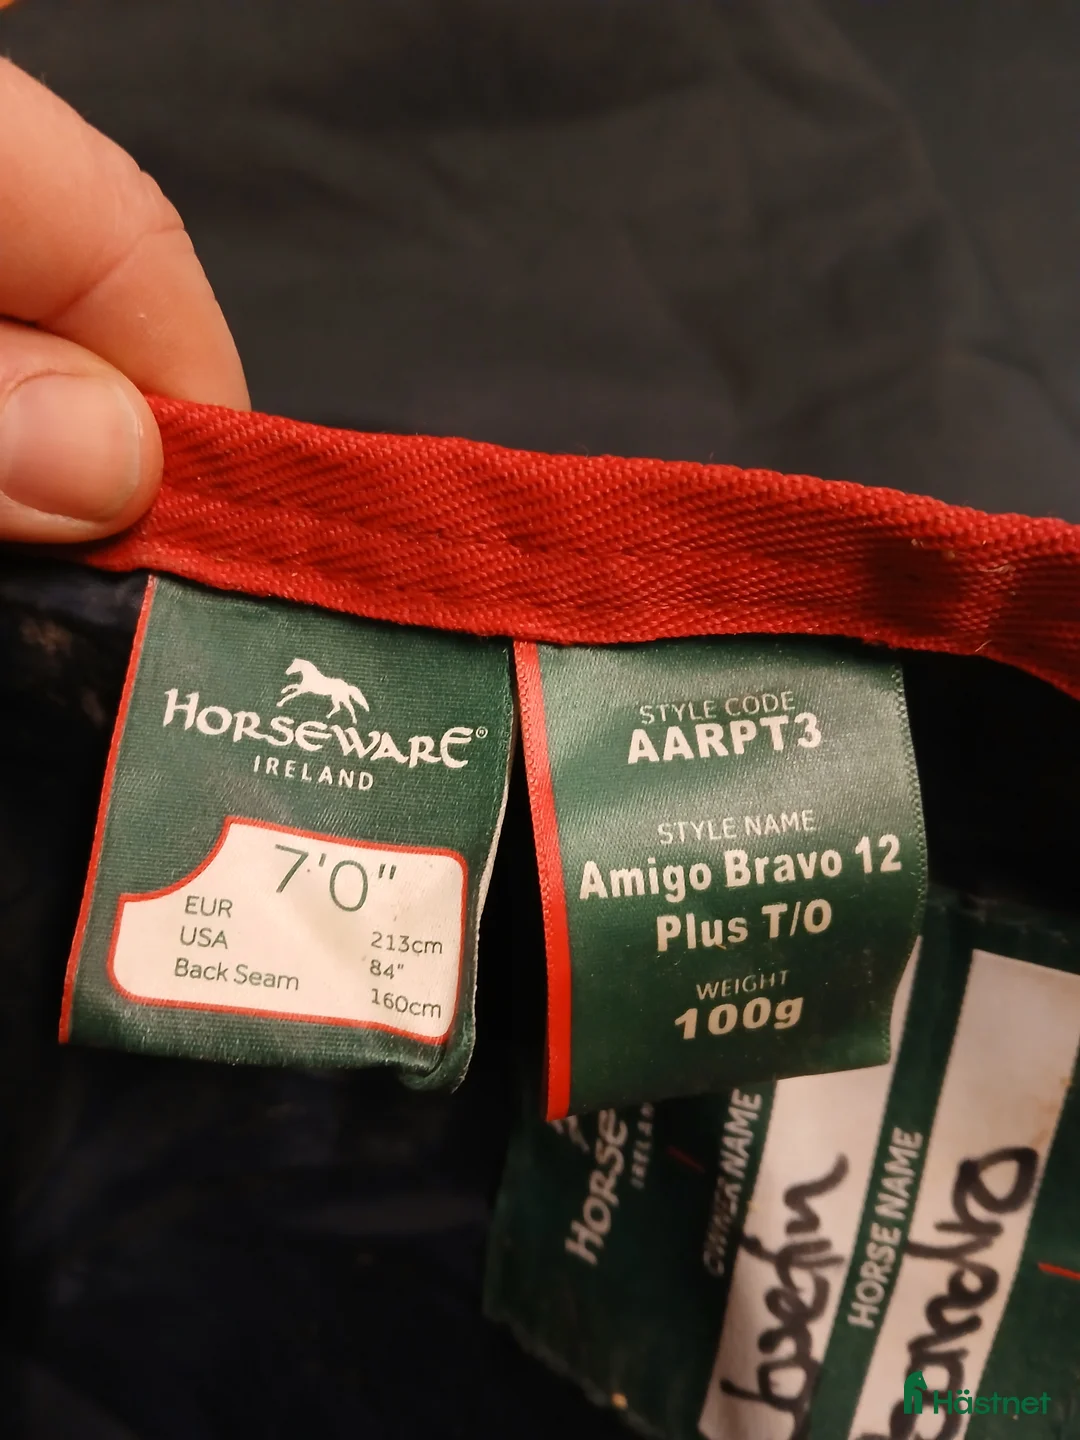 HORSEWARE®
IRELAND
7'0"
EUR 213cm
USA 84"
Back Seam 160cm
STYLE CODE
AARPT3
STYLE NAME
Amigo Bravo 12
Plus T/O
WEIGHT
100g
HORSE
OWNER NAME
HORSE NAME
Hästnet